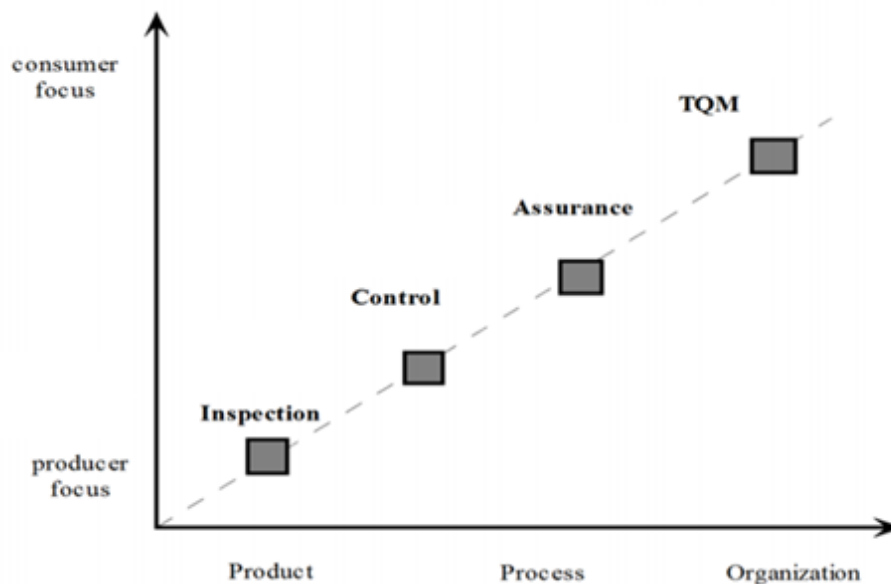 consumer
focus
TQM
Assurance
Control
Inspection
producer
focus
Product Process Organization